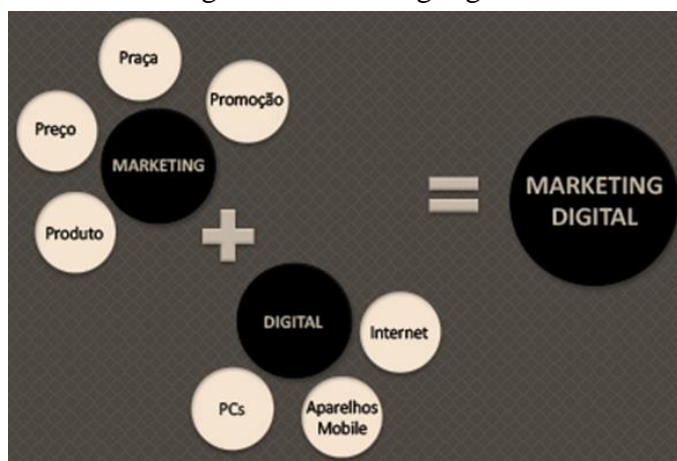 Praça
Promoção
Preço
MARKETING
Produto
+
=
MARKETING
DIGITAL
DIGITAL
Internet
PCs
Aparelhos
Mobile